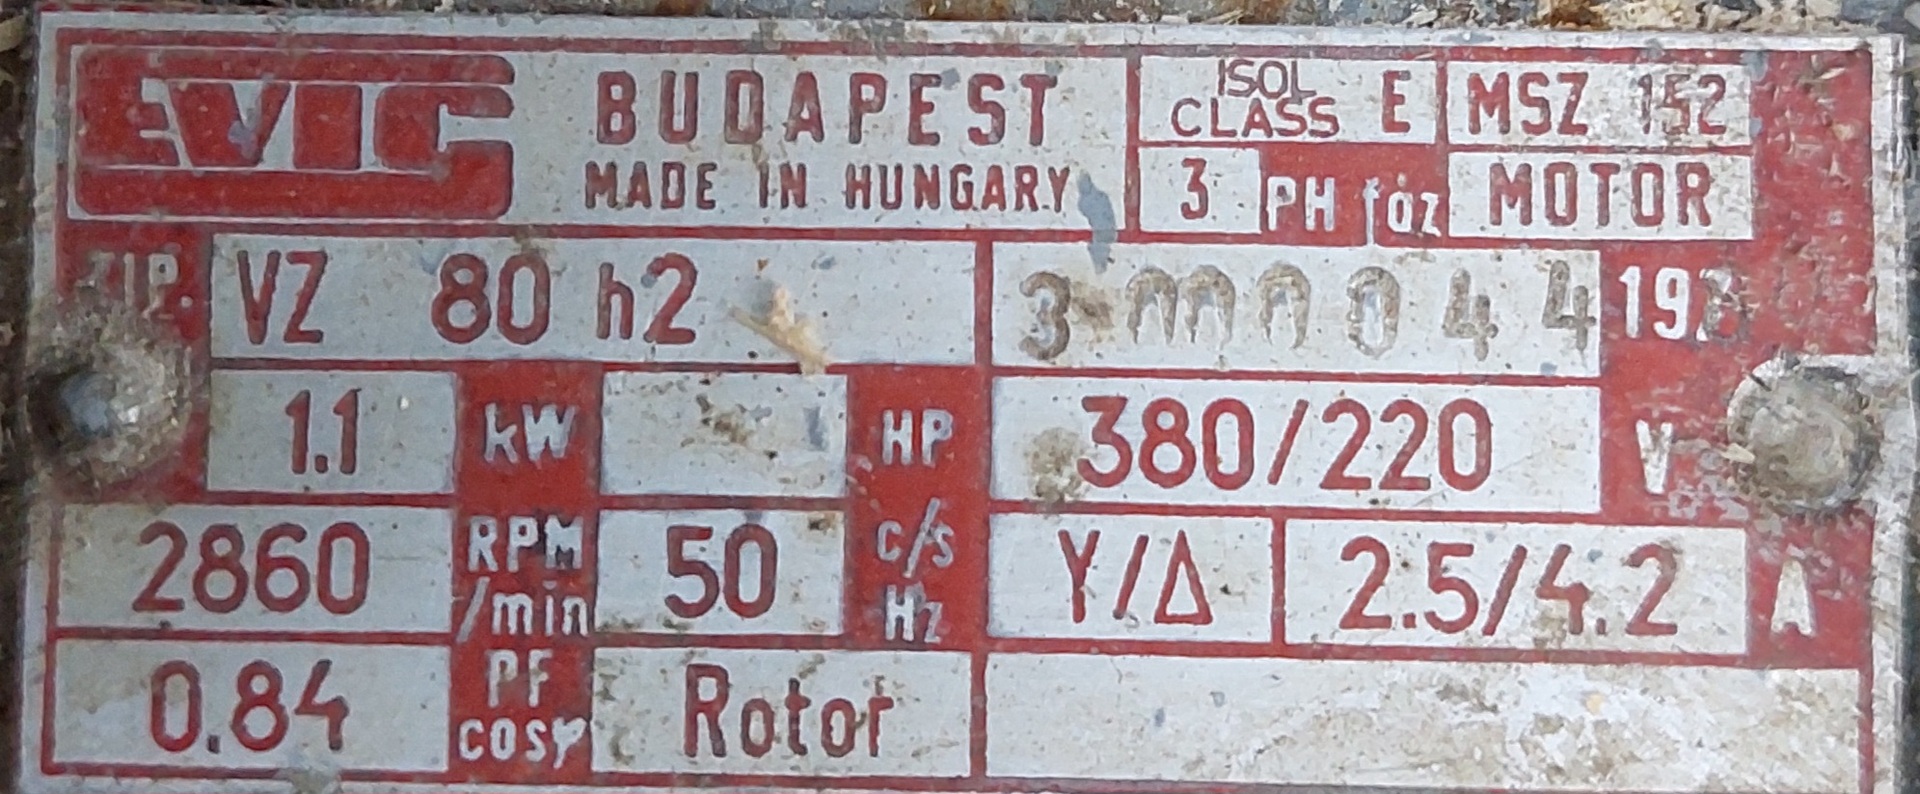 EVIG BUDAPEST
MADE IN HUNGARY
ISOL CLASS E MSZ 152
3 PH fáz MOTOR
TIP. VZ 80 h2
1.1 kW HP 380/220 V
2860 RPM /min 50 c/s Hz Y/Δ 2.5/4.2 A
0.84 PF cosφ Rotor